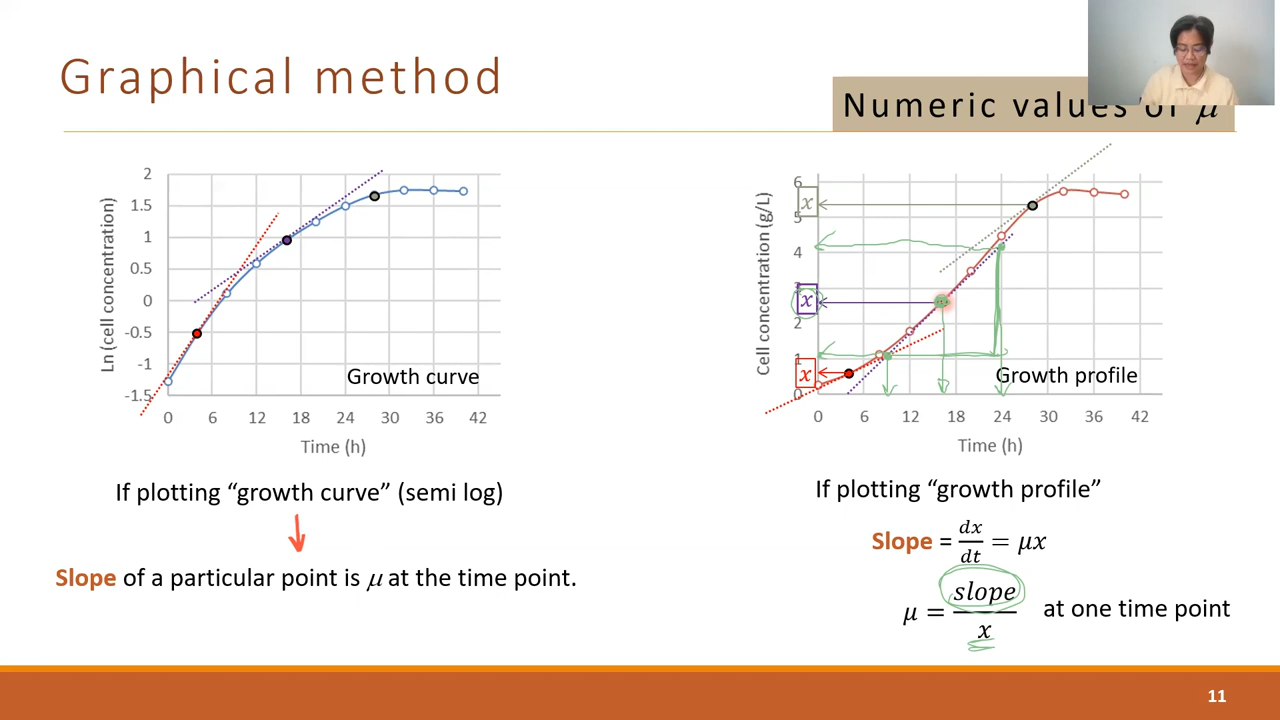 Graphical method
Numeric values of μ
Ln (cell concentration)
2
1.5
1
0.5
0
-0.5
-1
-1.5
0 6 12 18 24 30 36 42
Time (h)
Growth curve
Cell concentration (g/L)
6
5
4
3
2
1
0
x
x
x
0 6 12 18 24 30 36 42
Time (h)
Growth profile
If plotting “growth curve” (semi log)
Slope of a particular point is μ at the time point.
If plotting “growth profile”
Slope = dx/dt = μx
μ = slope/x at one time point
11